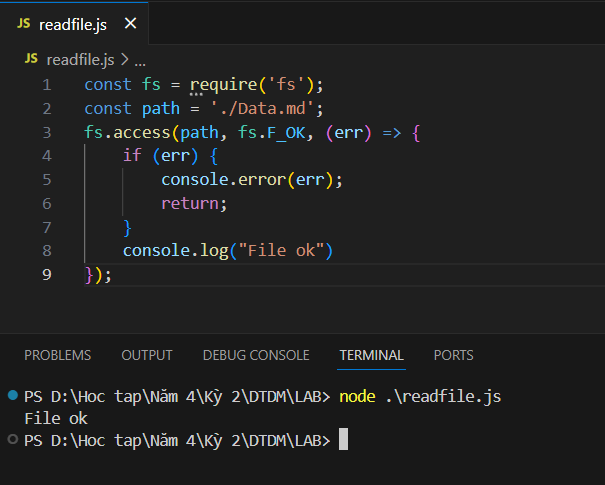 JS readfile.js ×
JS readfile.js > ...
1 const fs = require('fs');
2 const path = './Data.md';
3 fs.access(path, fs.F_OK, (err) => {
4 if (err) {
5 console.error(err);
6 return;
7 }
8 console.log("File ok")
9 });
PROBLEMS OUTPUT DEBUG CONSOLE TERMINAL PORTS
PS D:\Hoc tap\Năm 4\Kỳ 2\DTDM\LAB> node .\readfile.js
File ok
PS D:\Hoc tap\Năm 4\Kỳ 2\DTDM\LAB>